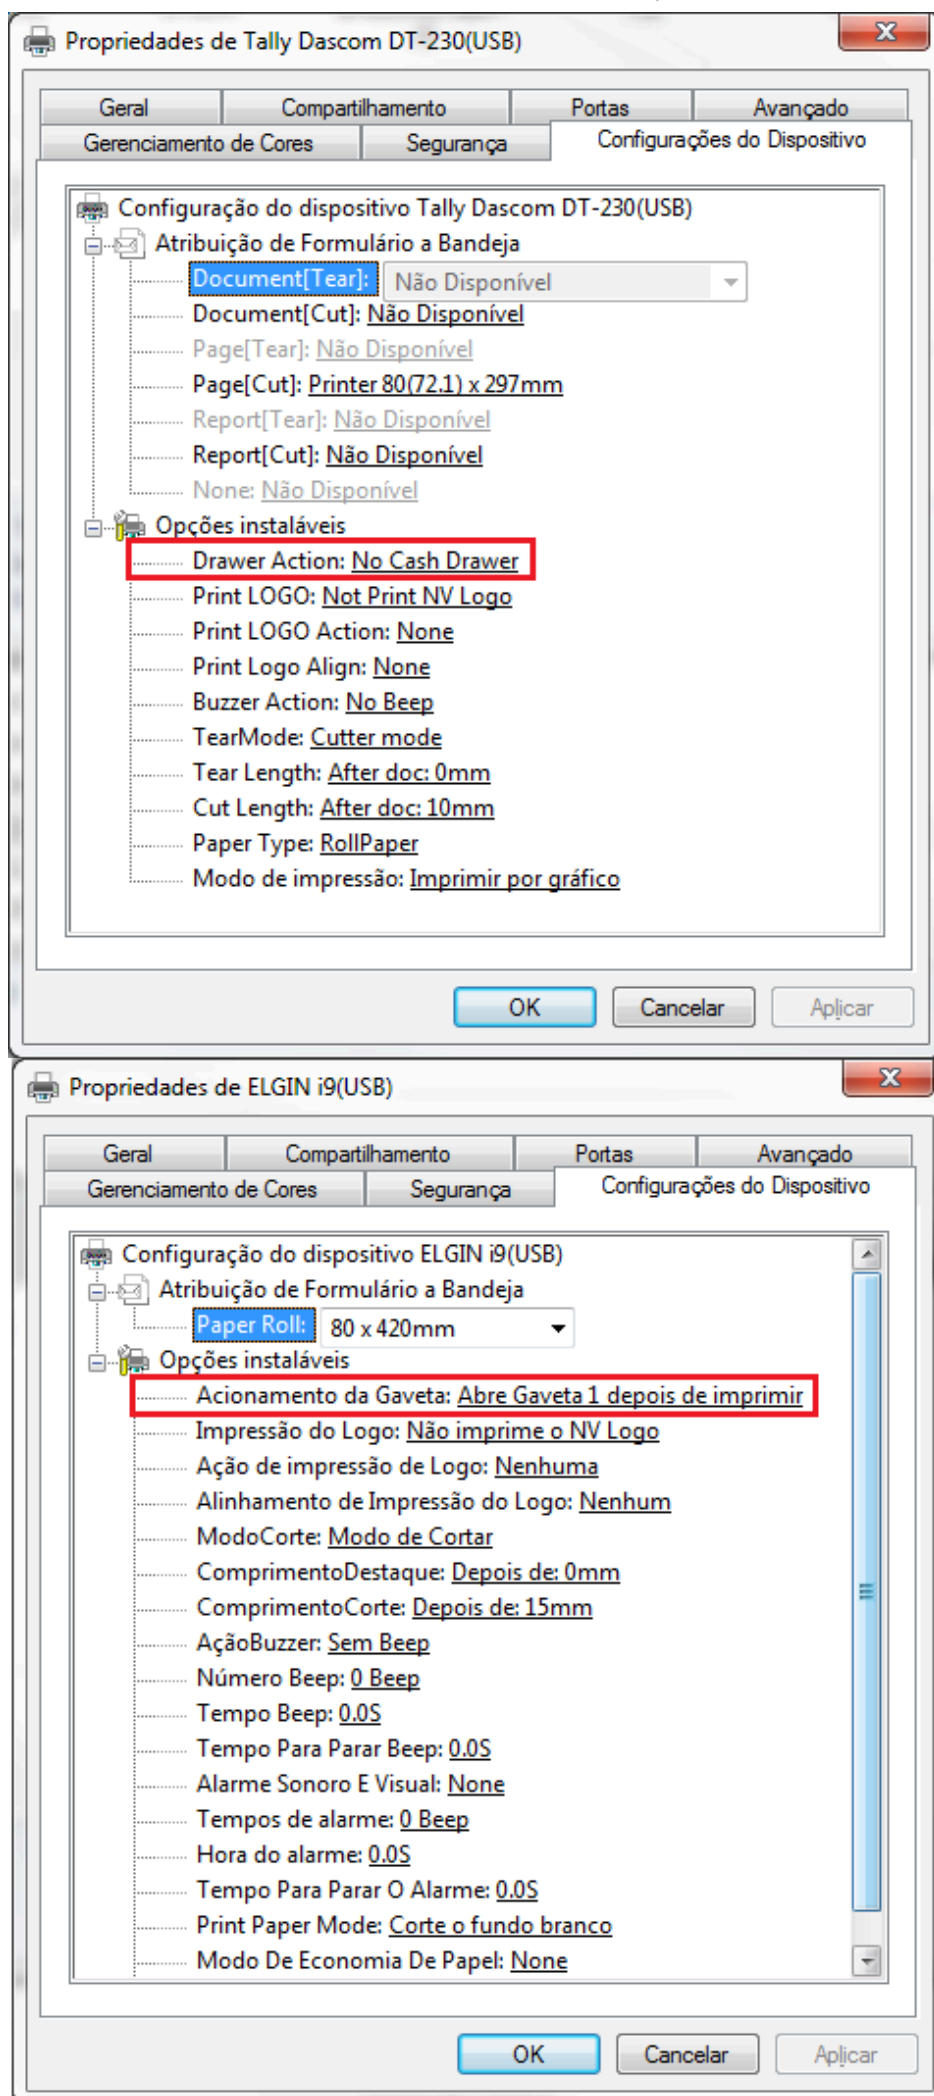 Propriedades de Tally Dascom DT-230(USB)
Geral Compartilhamento Portas Avançado
Gerenciamento de Cores Segurança Configurações do Dispositivo
Configuração do dispositivo Tally Dascom DT-230(USB)
Atribuição de Formulário a Bandeja
Document[Tear]: Não Disponível
Document[Cut]: Não Disponível
Page[Tear]: Não Disponível
Page[Cut]: Printer 80(72.1) x 297mm
Report[Tear]: Não Disponível
Report[Cut]: Não Disponível
None: Não Disponível
Opções instaláveis
Drawer Action: No Cash Drawer
Print LOGO: Not Print NV Logo
Print LOGO Action: None
Print Logo Align: None
Buzzer Action: No Beep
TearMode: Cutter mode
Tear Length: After doc: 0mm
Cut Length: After doc: 10mm
Paper Type: RollPaper
Modo de impressão: Imprimir por gráfico
OK Cancelar Aplicar
Propriedades de ELGIN i9(USB)
Geral Compartilhamento Portas Avançado
Gerenciamento de Cores Segurança Configurações do Dispositivo
Configuração do dispositivo ELGIN i9(USB)
Atribuição de Formulário a Bandeja
Paper Roll: 80 x 420mm
Opções instaláveis
Acionamento da Gaveta: Abre Gaveta 1 depois de imprimir
Impressão do Logo: Não imprime o NV Logo
Ação de impressão de Logo: Nenhuma
Alinhamento de Impressão do Logo: Nenhum
ModoCorte: Modo de Cortar
ComprimentoDestaque: Depois de: 0mm
ComprimentoCorte: Depois de: 15mm
AçãoBuzzer: Sem Beep
Número Beep: 0 Beep
Tempo Beep: 0.0S
Tempo Para Parar Beep: 0.0S
Alarme Sonoro E Visual: None
Tempos de alarme: 0 Beep
Hora do alarme: 0.0S
Tempo Para Parar O Alarme: 0.0S
Print Paper Mode: Corte o fundo branco
Modo De Economia De Papel: None
OK Cancelar Aplicar